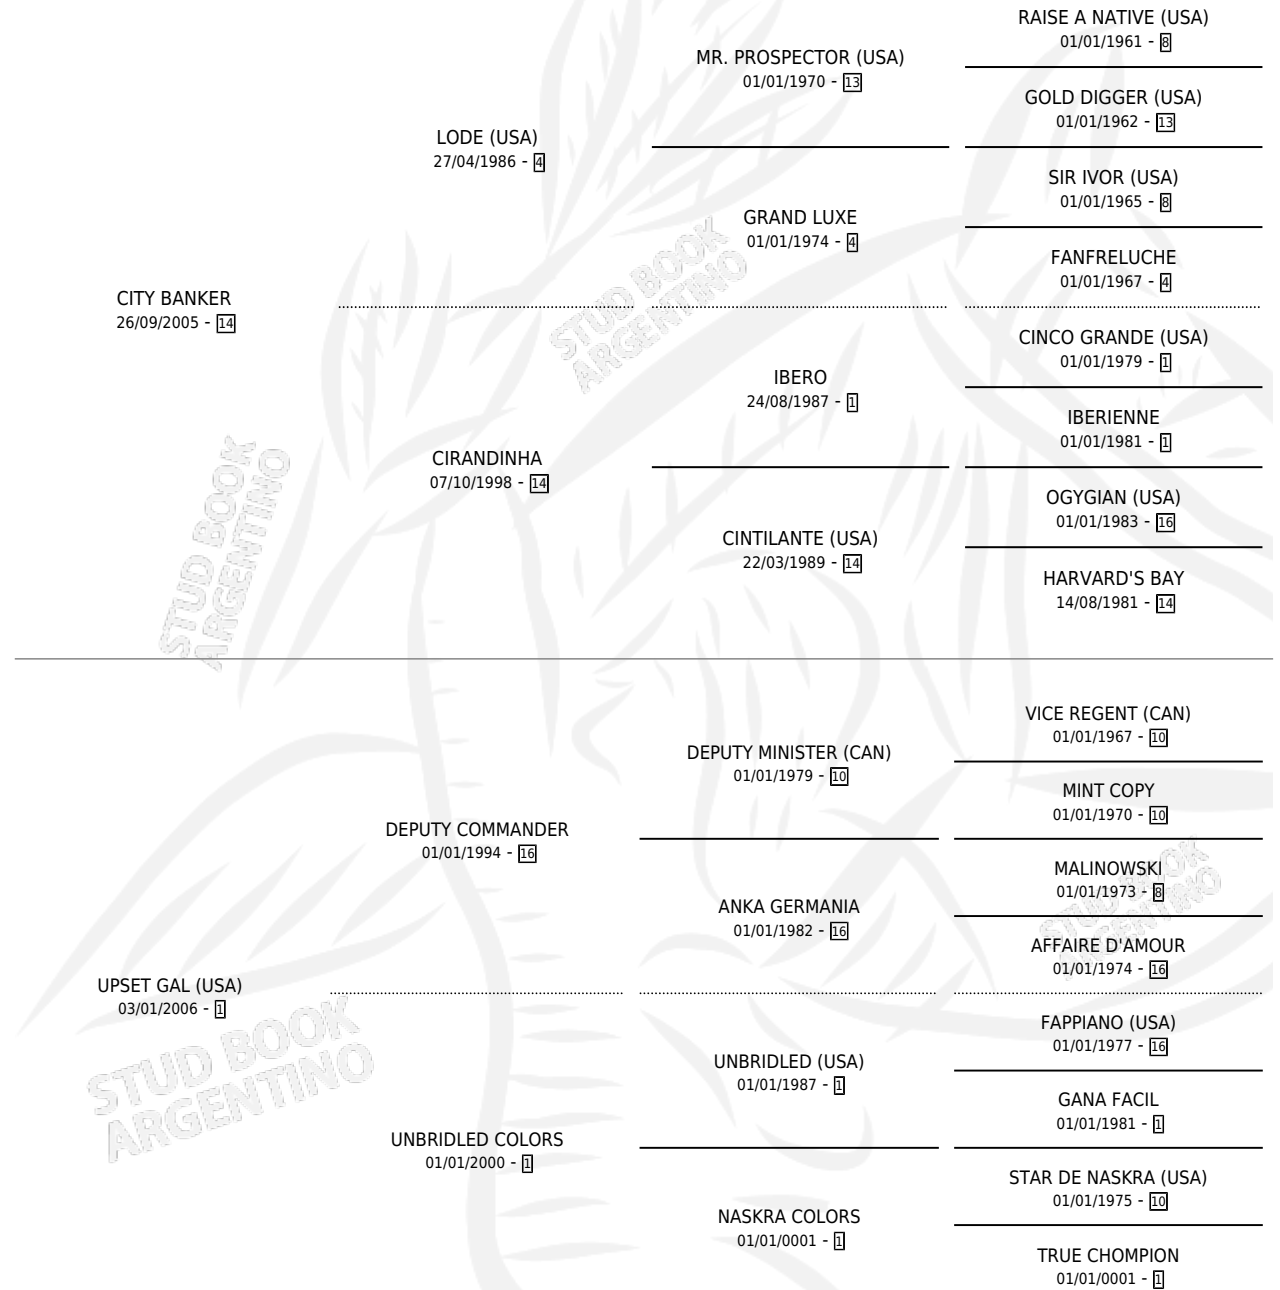 RAISE A NATIVE (USA)
01/01/1961 - 8
MR. PROSPECTOR (USA)
01/01/1970 - 13
GOLD DIGGER (USA)
01/01/1962 - 13
LODE (USA)
27/04/1986 - 4
SIR IVOR (USA)
01/01/1965 - 8
GRAND LUXE
01/01/1974 - 4
FANFRELUCHE
01/01/1967 - 4
CITY BANKER
26/09/2005 - 14
STUD BOOK
ARGENTINO
CINCO GRANDE (USA)
01/01/1979 - 1
IBERO
24/08/1987 - 1
IBERIENNE
01/01/1981 - 1
CIRANDINHA
07/10/1998 - 14
OGYGIAN (USA)
01/01/1983 - 16
CINTILANTE (USA)
22/03/1989 - 14
HARVARD'S BAY
14/08/1981 - 14
STUD BOOK
ARGENTINO
VICE REGENT (CAN)
01/01/1967 - 10
DEPUTY MINISTER (CAN)
01/01/1979 - 10
MINT COPY
01/01/1970 - 10
DEPUTY COMMANDER
01/01/1994 - 16
MALINOWSKI
01/01/1973 - 8
ANKA GERMANIA
01/01/1982 - 16
STUD BOOK
ARGENTINO
AFFAIRE D'AMOUR
01/01/1974 - 16
UPSET GAL (USA)
03/01/2006 - 1
STUD BOOK
ARGENTINO
FAPPIANO (USA)
01/01/1977 - 16
UNBRIDLED (USA)
01/01/1987 - 1
GANA FACIL
01/01/1981 - 1
UNBRIDLED COLORS
01/01/2000 - 1
STAR DE NASKRA (USA)
01/01/1975 - 10
NASKRA COLORS
01/01/0001 - 1
TRUE CHOMPION
01/01/0001 - 1